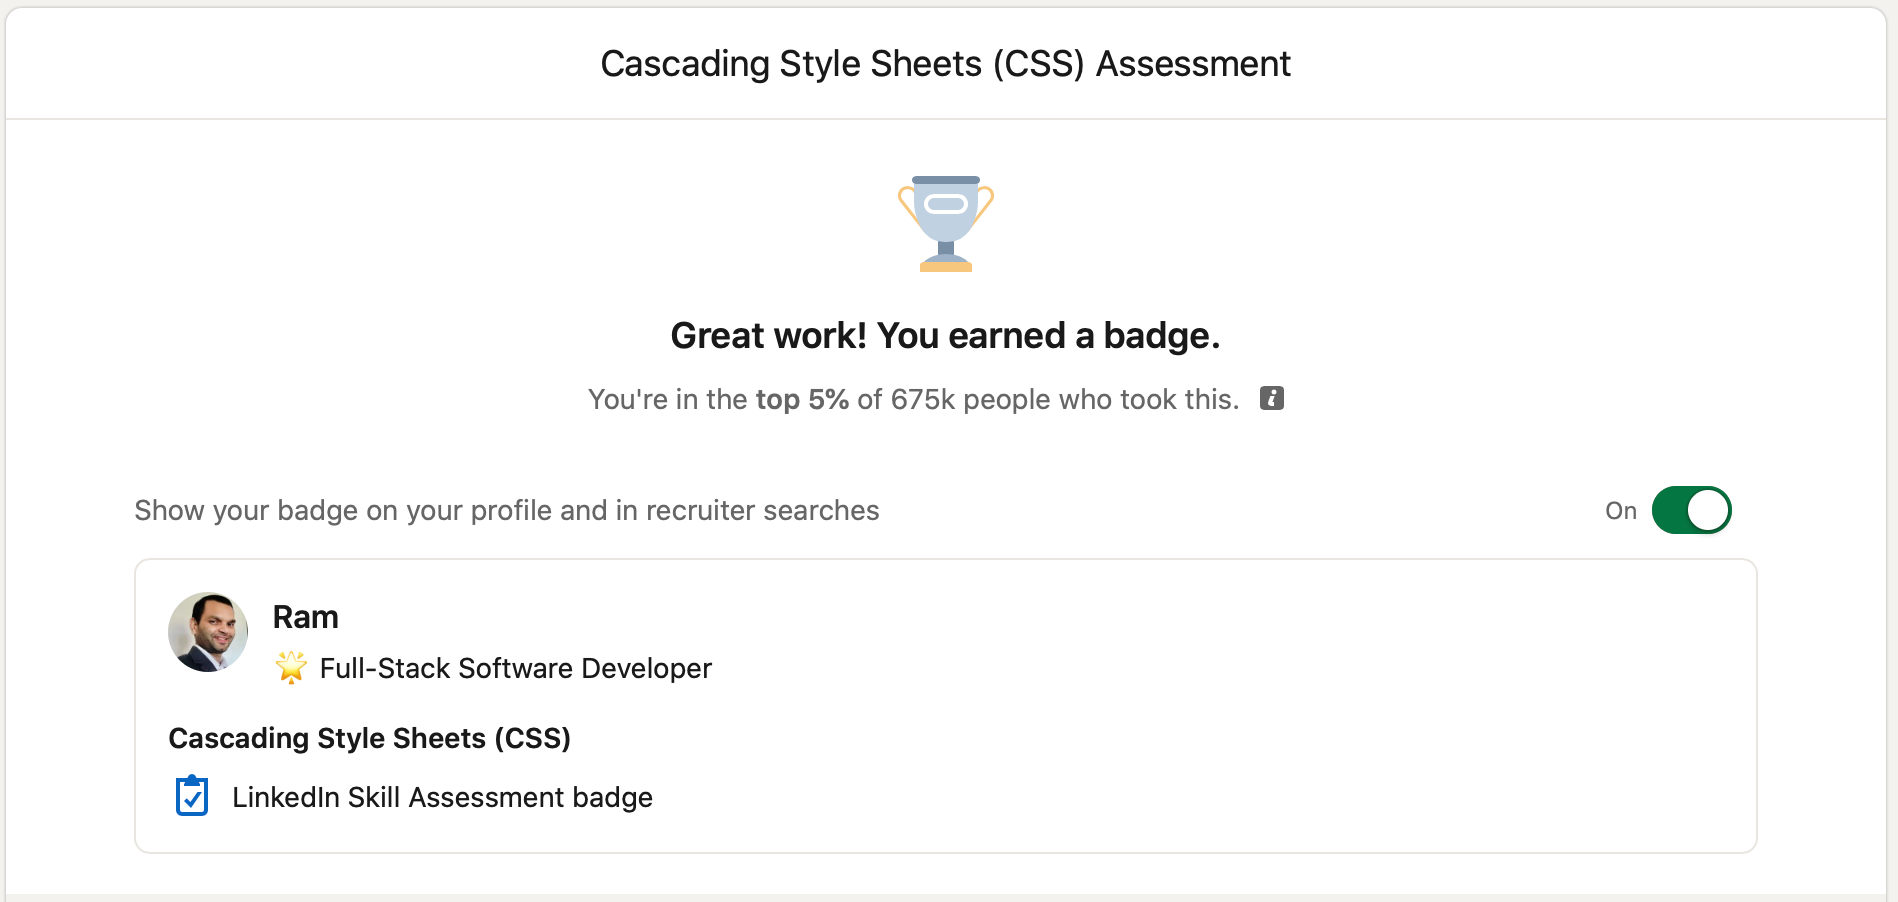 Cascading Style Sheets (CSS) Assessment
Great work! You earned a badge.
You're in the top 5% of 675k people who took this. i
Show your badge on your profile and in recruiter searches
On
Ram
🌟 Full-Stack Software Developer
Cascading Style Sheets (CSS)
LinkedIn Skill Assessment badge